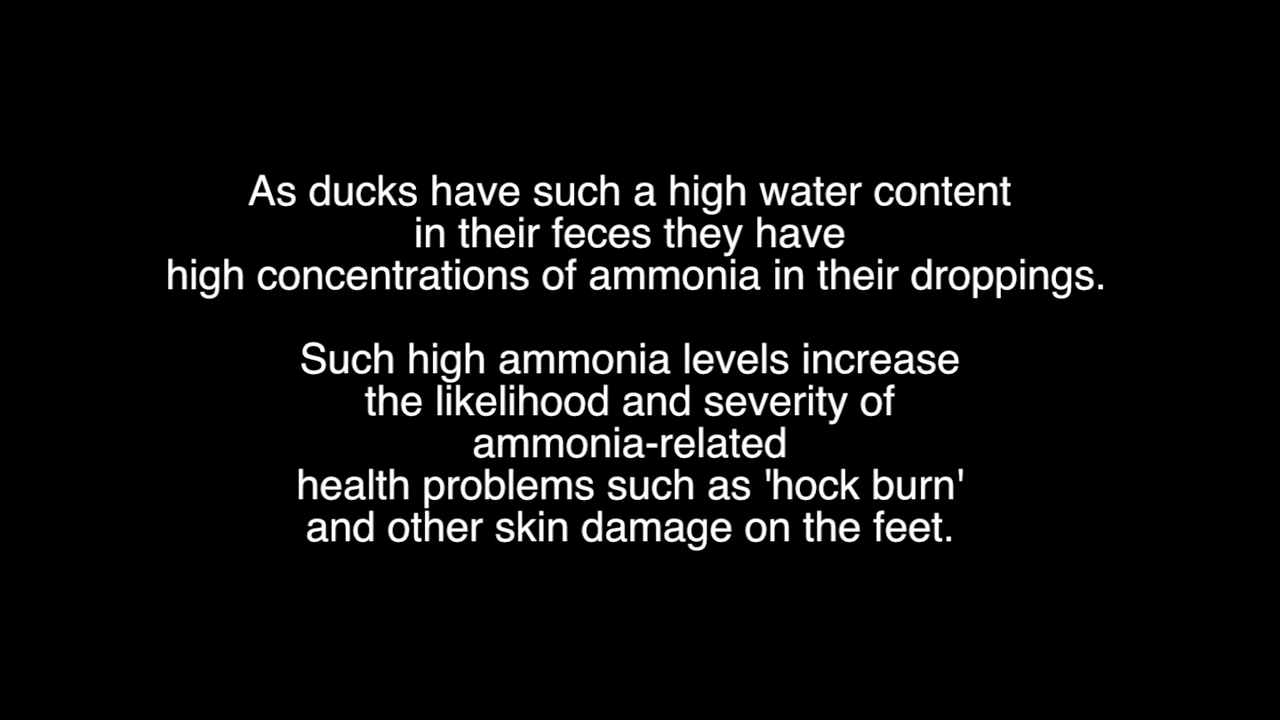 As ducks have such a high water content
in their feces they have
high concentrations of ammonia in their droppings.
Such high ammonia levels increase
the likelihood and severity of
ammonia-related
health problems such as 'hock burn'
and other skin damage on the feet.